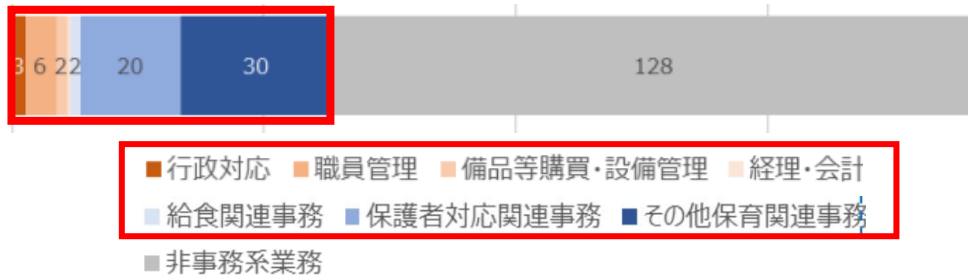 3 6 2 2 20 30 128
■行政対応 ■職員管理 ■備品等購買・設備管理 ■経理・会計
■給食関連事務 ■保護者対応関連事務 ■その他保育関連事務
■非事務系業務